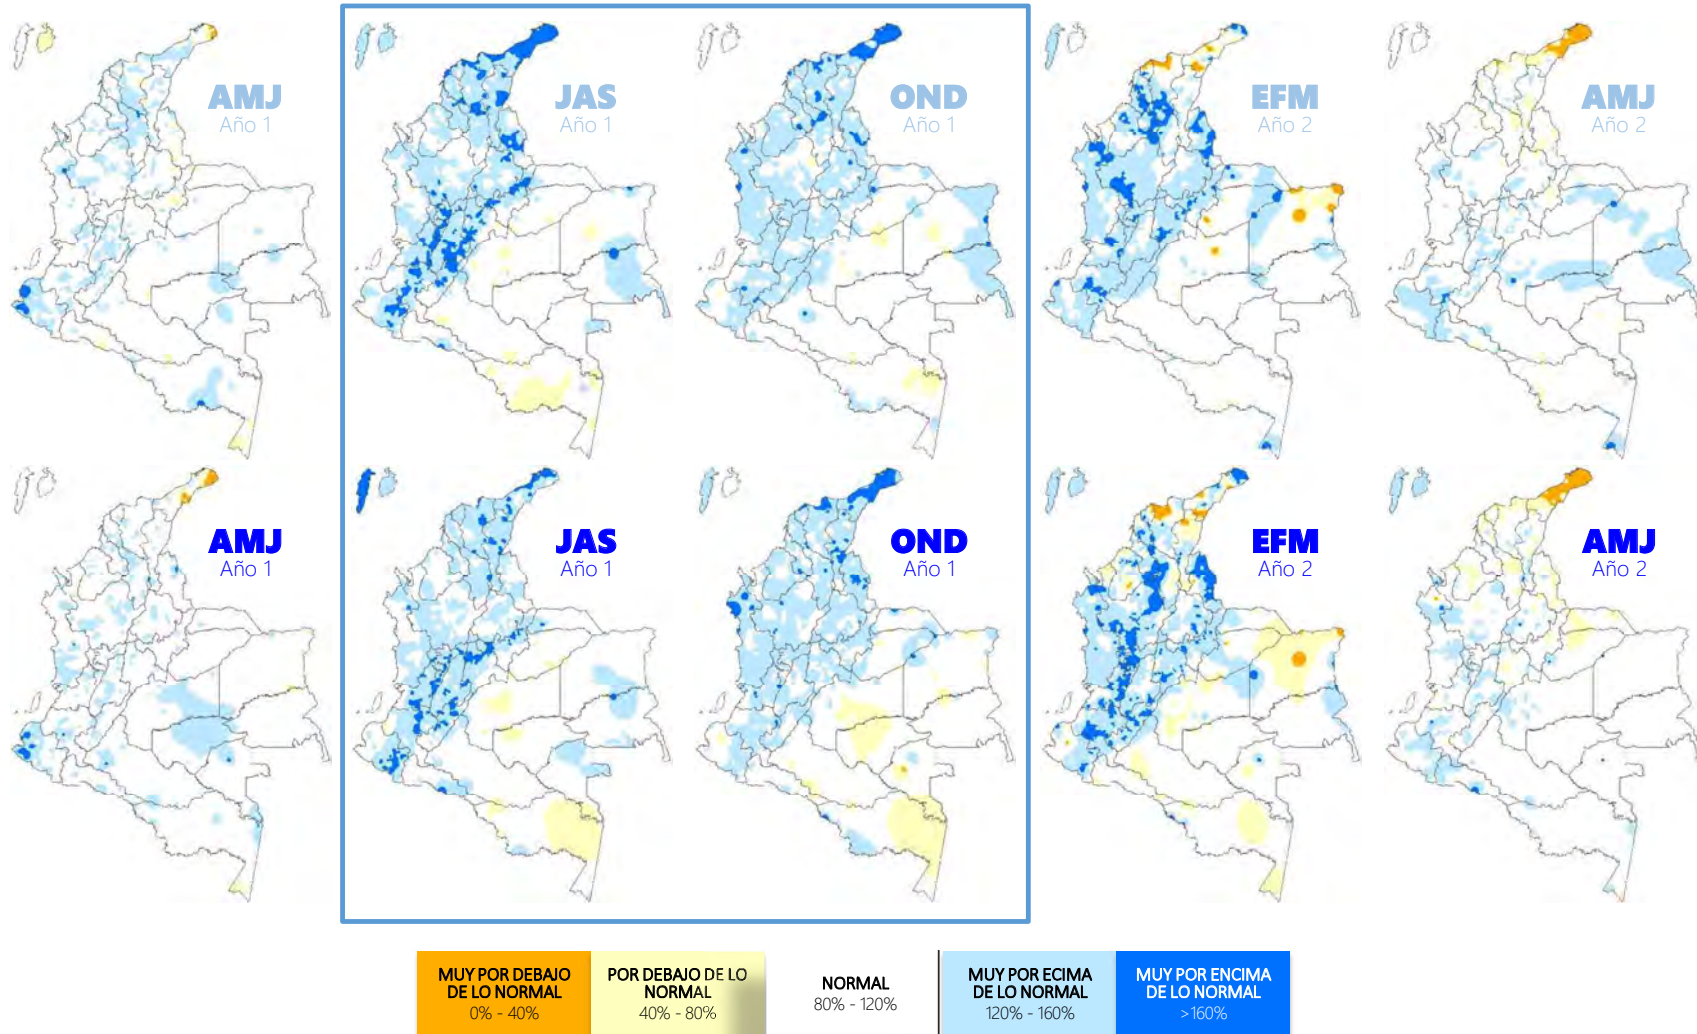 AMJ
Año 1
JAS
Año 1
OND
Año 1
EFM
Año 2
AMJ
Año 2
AMJ
Año 1
JAS
Año 1
OND
Año 1
EFM
Año 2
AMJ
Año 2
MUY POR DEBAJO
DE LO NORMAL
0% - 40%
POR DEBAJO DE LO
NORMAL
40% - 80%
NORMAL
80% - 120%
MUY POR ECIMA
DE LO NORMAL
120% - 160%
MUY POR ENCIMA
DE LO NORMAL
>160%